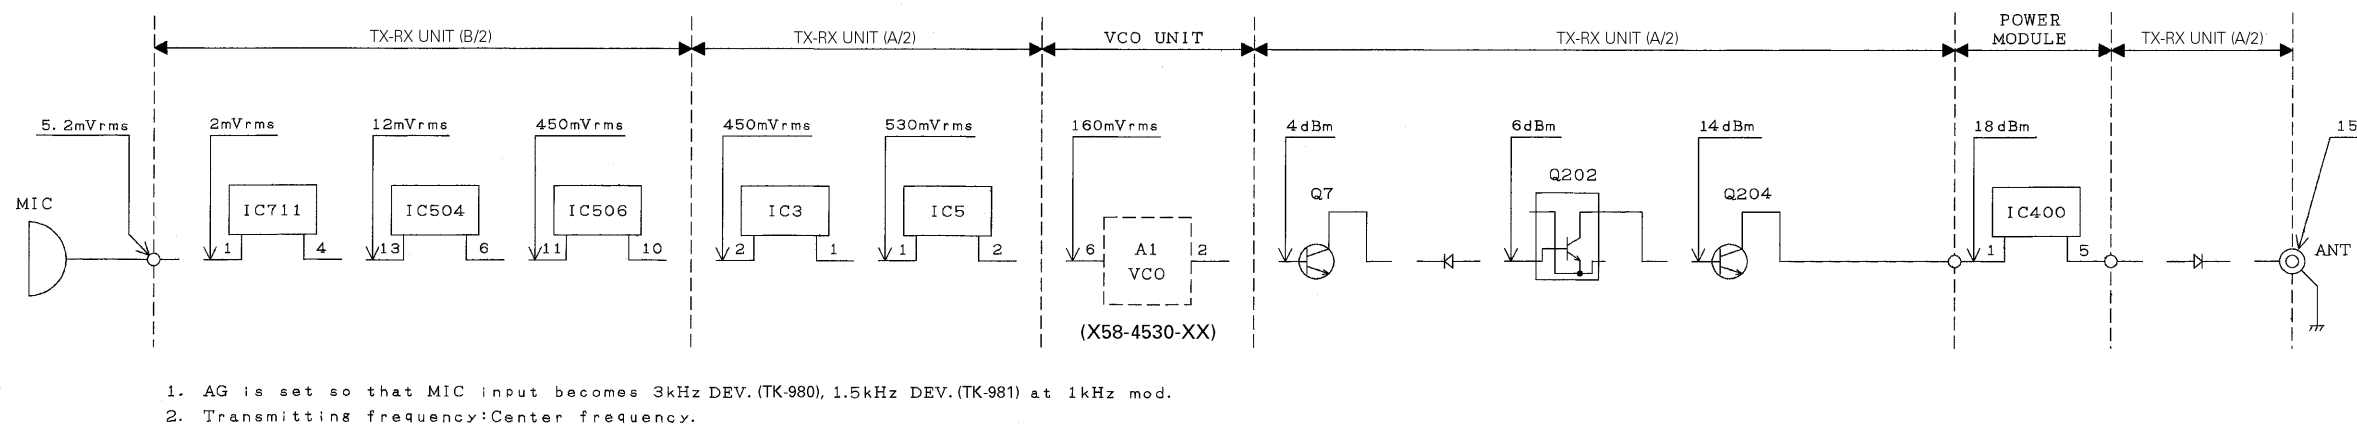 TX-RX UNIT (B/2)
TX-RX UNIT (A/2)
VCO UNIT
TX-RX UNIT (A/2)
POWER
MODULE
TX-RX UNIT (A/2)
5.2mVrms
2mVrms
12mVrms
450mVrms
450mVrms
530mVrms
160mVrms
4dBm
6dBm
14dBm
18dBm
15
MIC
IC711
1
4
IC504
13
6
IC506
11
10
IC3
2
1
IC5
1
2
A1
VCO
6
2
(X58-4530-XX)
Q7
Q202
Q204
IC400
1
5
ANT
1. AG is set so that MIC input becomes 3kHz DEV. (TK-980), 1.5kHz DEV. (TK-981) at 1kHz mod.
2. Transmitting frequency:Center frequency.